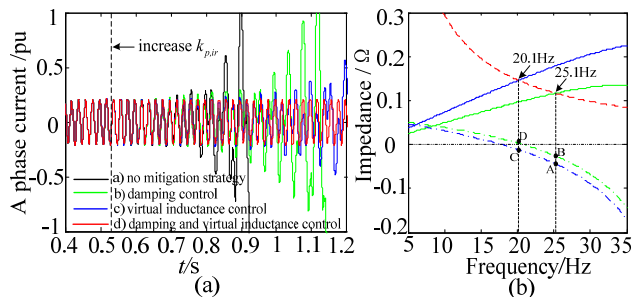 A phase current /pu
1
0.5
0
-0.5
-1
increase k_p,ir
a) no mitigation strategy
b) damping control
c) virtual inductance control
d) damping and virtual inductance control
0.4 0.5 0.6 0.7 0.8 0.9 1.0 1.1 1.2
t/s
(a)
Impedance / Ω
0.3
0.2
0.1
0
-0.1
-0.2
20.1Hz
25.1Hz
D
C
B
A
5 10 15 20 25 30 35
Frequency/Hz
(b)